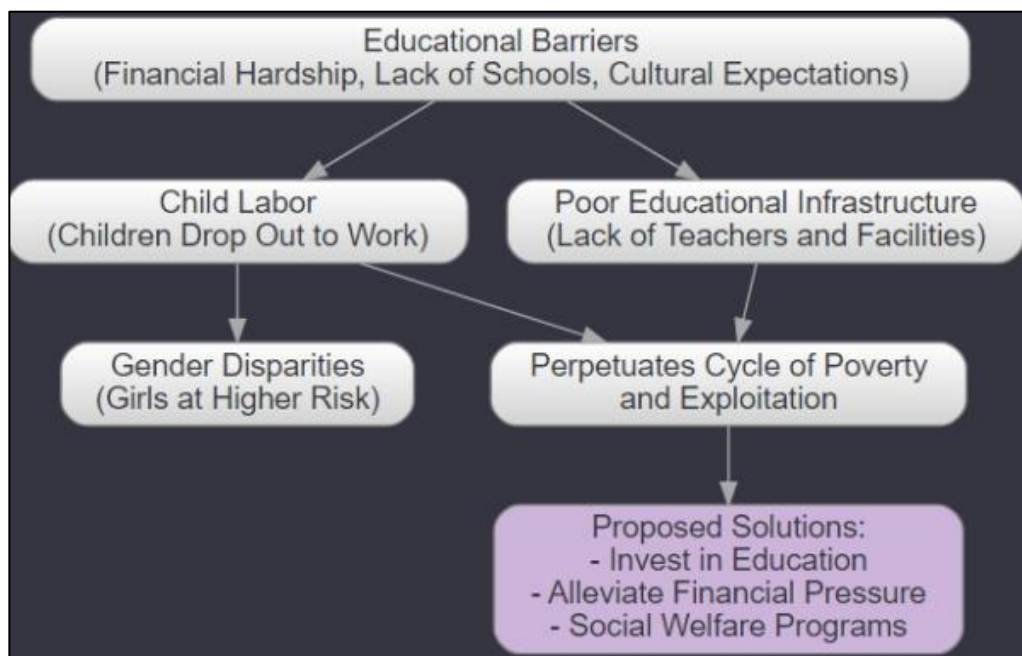 Educational Barriers
(Financial Hardship, Lack of Schools, Cultural Expectations)
Child Labor
(Children Drop Out to Work)
Poor Educational Infrastructure
(Lack of Teachers and Facilities)
Gender Disparities
(Girls at Higher Risk)
Perpetuates Cycle of Poverty
and Exploitation
Proposed Solutions:
- Invest in Education
- Alleviate Financial Pressure
- Social Welfare Programs